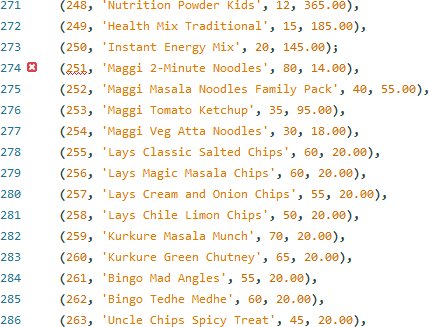 271 (248, 'Nutrition Powder Kids', 12, 365.00),
272 (249, 'Health Mix Traditional', 15, 185.00),
273 (250, 'Instant Energy Mix', 20, 145.00);
274 (251, 'Maggi 2-Minute Noodles', 80, 14.00),
275 (252, 'Maggi Masala Noodles Family Pack', 40, 55.00),
276 (253, 'Maggi Tomato Ketchup', 35, 95.00),
277 (254, 'Maggi Veg Atta Noodles', 30, 18.00),
278 (255, 'Lays Classic Salted Chips', 60, 20.00),
279 (256, 'Lays Magic Masala Chips', 60, 20.00),
280 (257, 'Lays Cream and Onion Chips', 55, 20.00),
281 (258, 'Lays Chile Limon Chips', 50, 20.00),
282 (259, 'Kurkure Masala Munch', 70, 20.00),
283 (260, 'Kurkure Green Chutney', 65, 20.00),
284 (261, 'Bingo Mad Angles', 55, 20.00),
285 (262, 'Bingo Tedhe Medhe', 60, 20.00),
286 (263, 'Uncle Chips Spicy Treat', 45, 20.00),